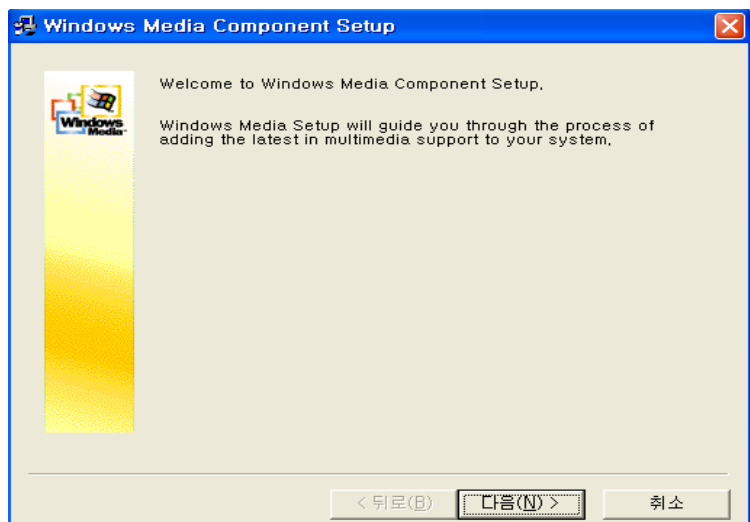 Windows Media Component Setup
Windows
Media
Welcome to Windows Media Component Setup.
Windows Media Setup will guide you through the process of
adding the latest in multimedia support to your system.
< 뒤로(B)
다음(N) >
취소